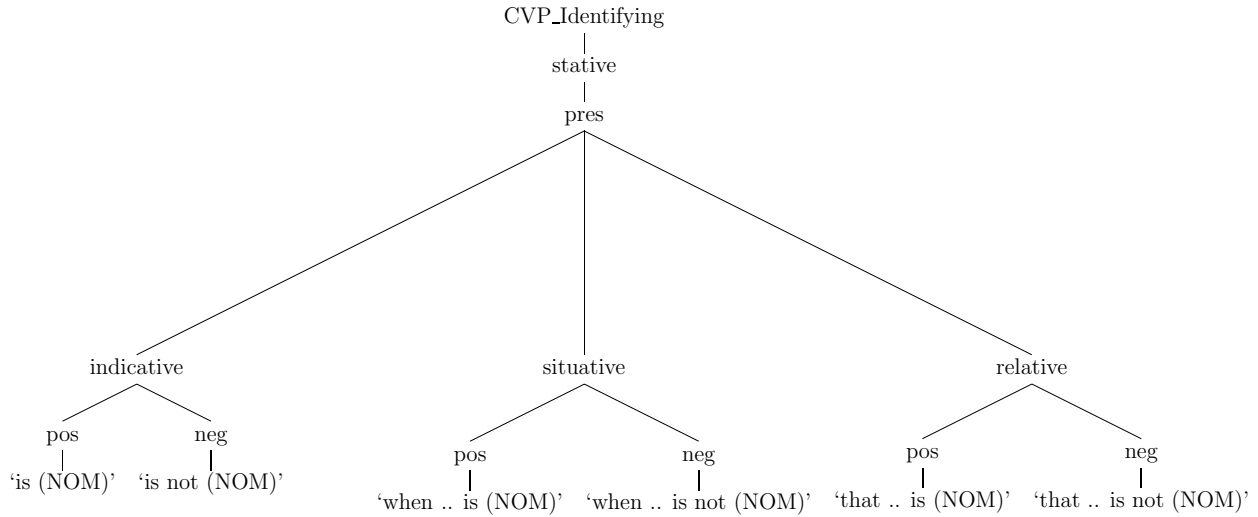 CVP_Identifying
stative
pres
indicative situative relative
pos neg pos neg pos neg
‘is (NOM)’ ‘is not (NOM)’ ‘when .. is (NOM)’ ‘when .. is not (NOM)’ ‘that .. is (NOM)’ ‘that .. is not (NOM)’